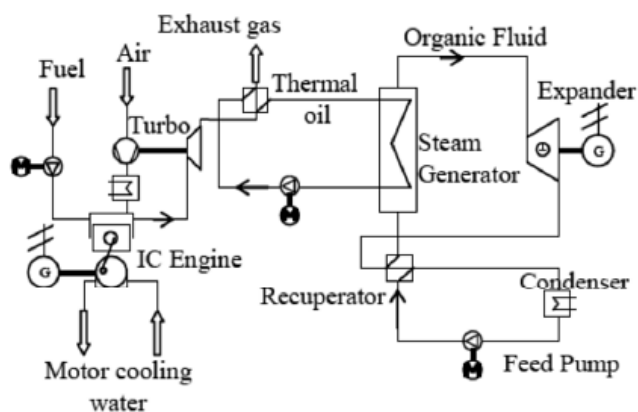 Exhaust gas
Air
Organic Fluid
Fuel
Thermal
oil
Expander
Turbo
Steam
Generator
G
M
M
IC Engine
G
Recuperator
Condenser
Motor cooling
water
Feed Pump
M